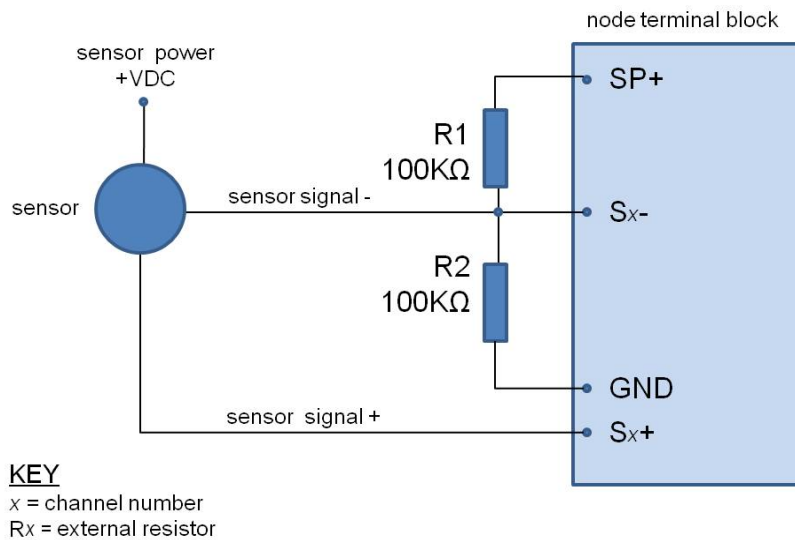 node terminal block
sensor power
+VDC
SP+
R1
100KΩ
sensor
sensor signal -
Sx-
R2
100KΩ
GND
sensor signal +
Sx+
KEY
x = channel number
Rx = external resistor